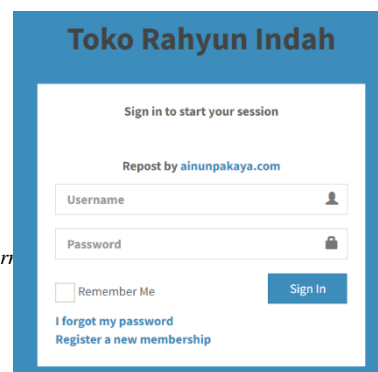 Toko Rahyun Indah
Sign in to start your session
Repost by ainunpakaya.com
Username
Password
Remember Me
Sign In
I forgot my password
Register a new membership